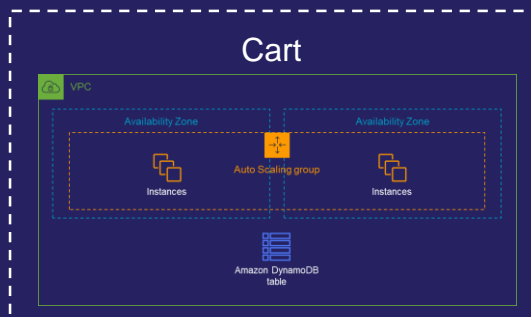 Cart
VPC
Availability Zone
Availability Zone
Auto Scaling group
Instances
Instances
Amazon DynamoDB
table